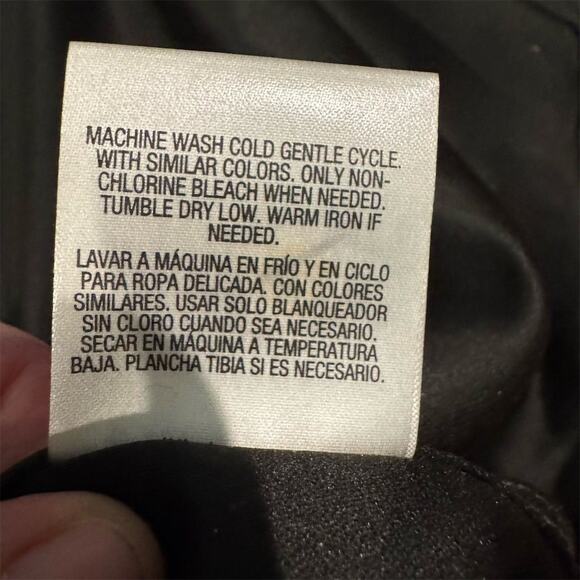 MACHINE WASH COLD GENTLE CYCLE.
WITH SIMILAR COLORS. ONLY NON-
CHLORINE BLEACH WHEN NEEDED.
TUMBLE DRY LOW. WARM IRON IF
NEEDED.
LAVAR A MÁQUINA EN FRÍO Y EN CICLO
PARA ROPA DELICADA. CON COLORES
SIMILARES. USAR SOLO BLANQUEADOR
SIN CLORO CUANDO SEA NECESARIO.
SECAR EN MÁQUINA A TEMPERATURA
BAJA. PLANCHA TIBIA SI ES NECESARIO.